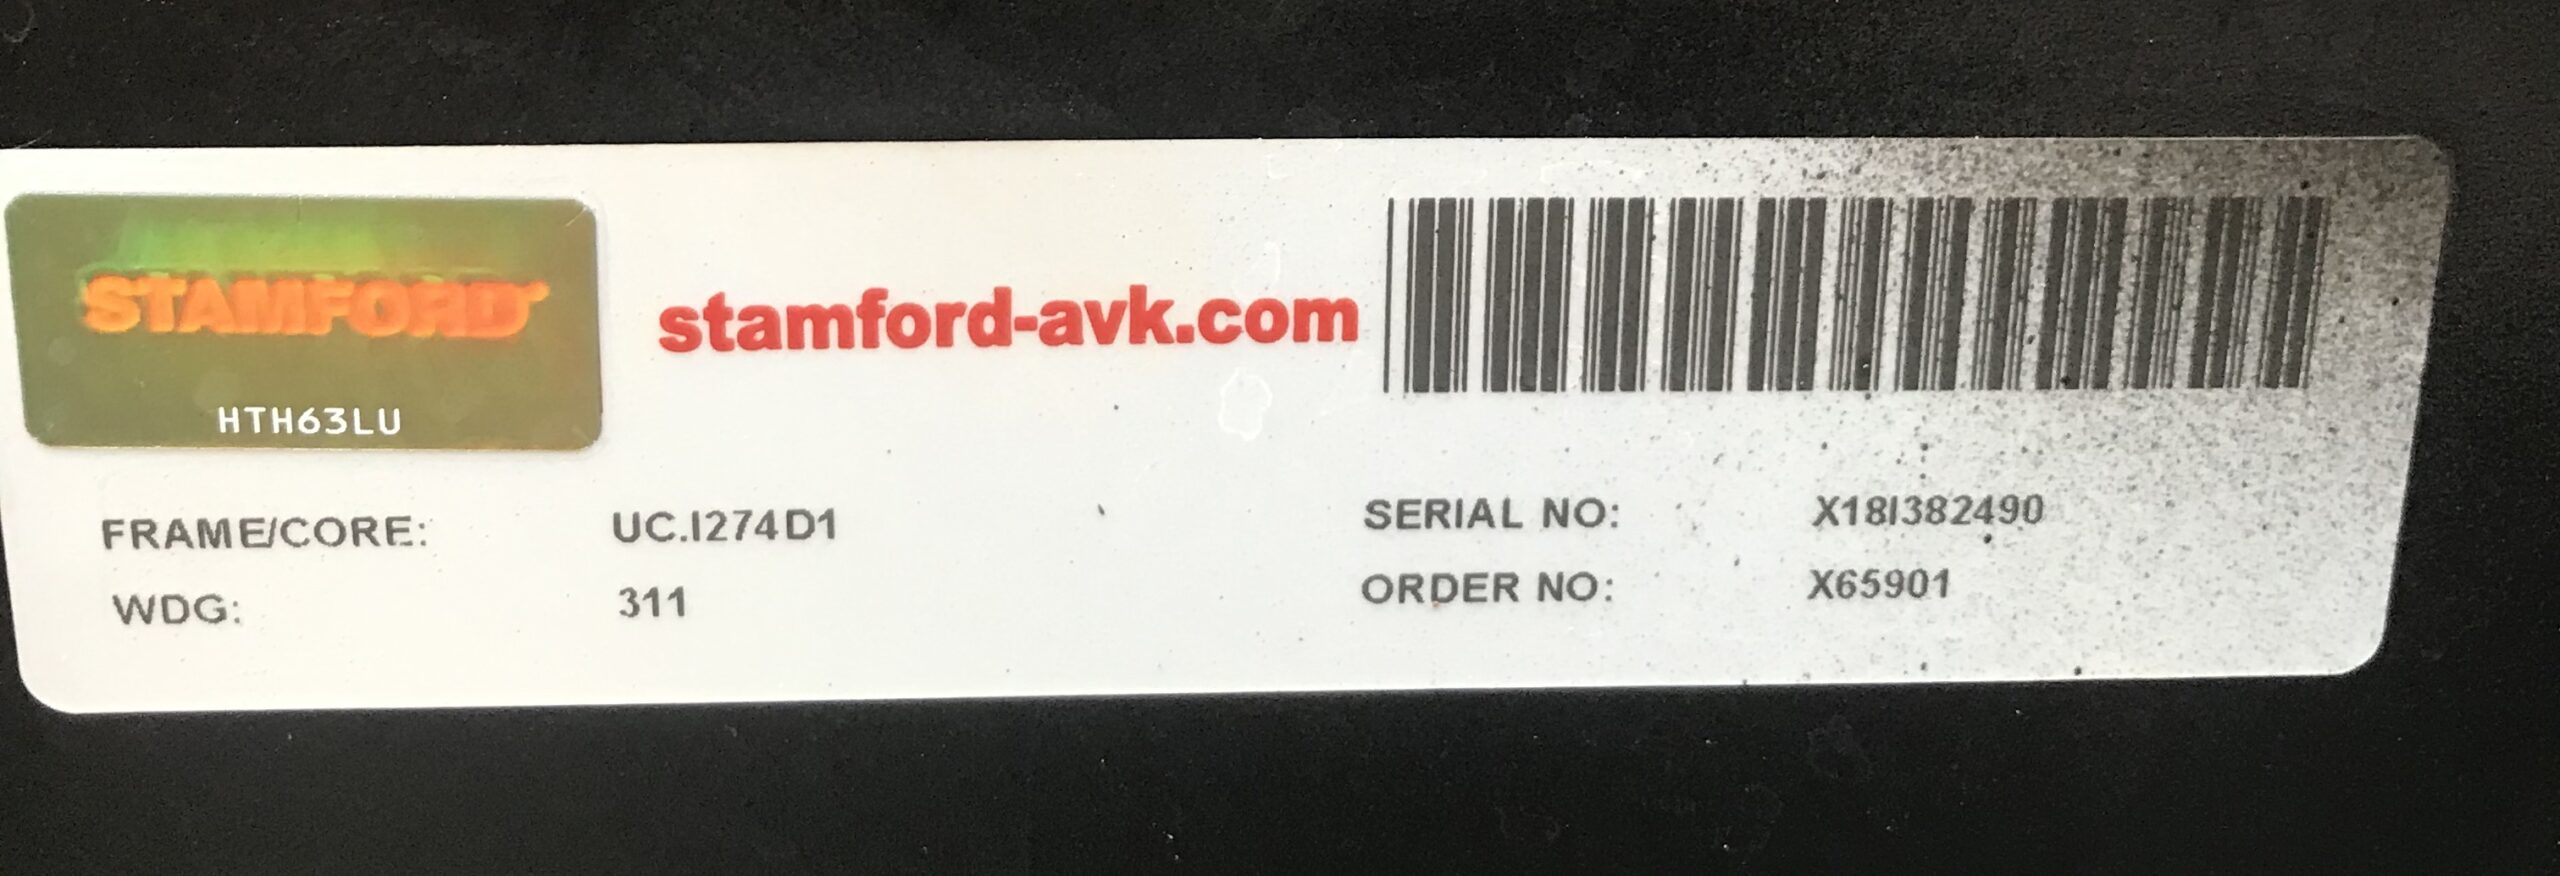 STAMFORD
HTH63LU
stamford-avk.com
FRAME/CORE: UC.I274D1
WDG: 311
SERIAL NO: X18I382490
ORDER NO: X65901